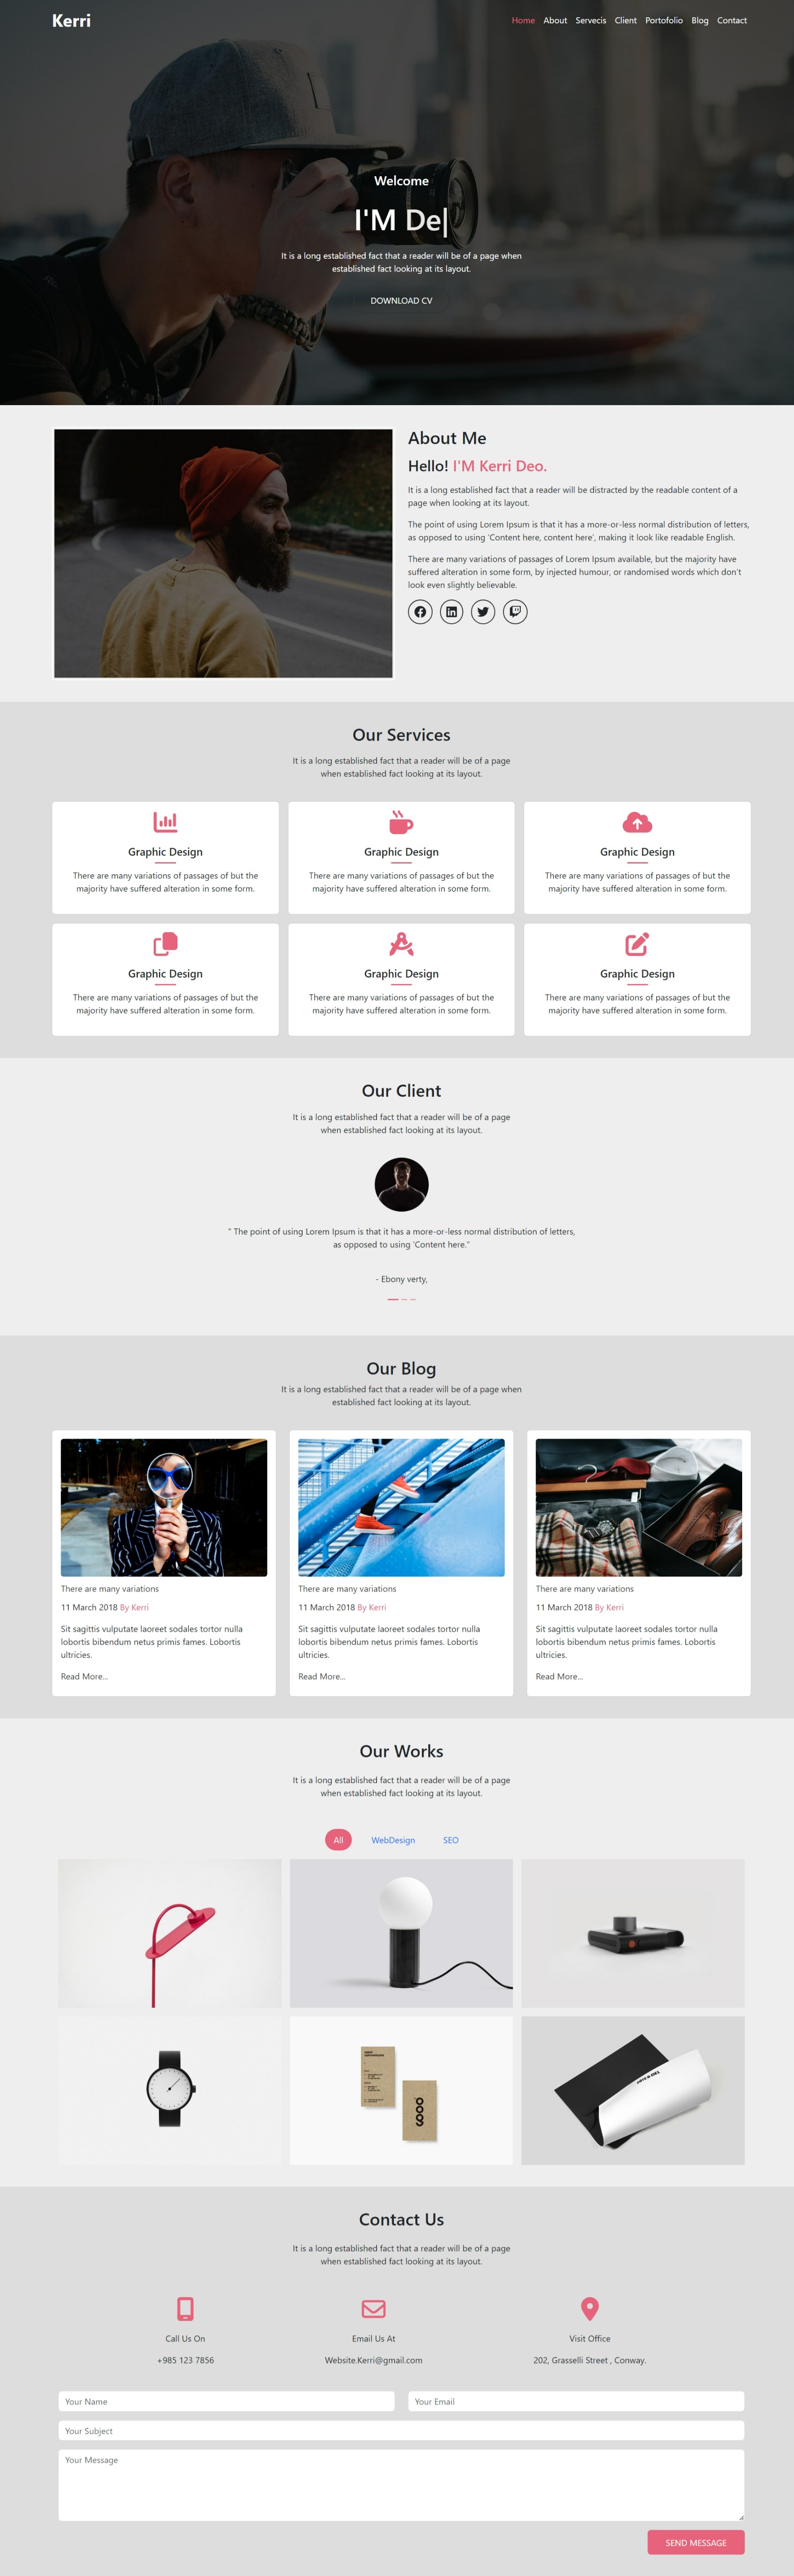 Kerri
Home About Servecis Client Portofolio Blog Contact
Welcome
I'M De|
It is a long established fact that a reader will be of a page when
established fact looking at its layout.
DOWNLOAD CV
About Me
Hello! I'M Kerri Deo.
It is a long established fact that a reader will be distracted by the readable content of a
page when looking at its layout.
The point of using Lorem Ipsum is that it has a more-or-less normal distribution of letters,
as opposed to using 'Content here, content here', making it look like readable English.
There are many variations of passages of Lorem Ipsum available, but the majority have
suffered alteration in some form, by injected humour, or randomised words which don't
look even slightly believable.
Our Services
It is a long established fact that a reader will be of a page
when established fact looking at its layout.
Graphic Design
There are many variations of passages of but the
majority have suffered alteration in some form.
Graphic Design
There are many variations of passages of but the
majority have suffered alteration in some form.
Graphic Design
There are many variations of passages of but the
majority have suffered alteration in some form.
Graphic Design
There are many variations of passages of but the
majority have suffered alteration in some form.
Graphic Design
There are many variations of passages of but the
majority have suffered alteration in some form.
Graphic Design
There are many variations of passages of but the
majority have suffered alteration in some form.
Our Client
It is a long established fact that a reader will be of a page
when established fact looking at its layout.
" The point of using Lorem Ipsum is that it has a more-or-less normal distribution of letters,
as opposed to using 'Content here."
- Ebony verty,
Our Blog
It is a long established fact that a reader will be of a page when
established fact looking at its layout.
There are many variations
11 March 2018 By Kerri
Sit sagittis vulputate laoreet sodales tortor nulla
lobortis bibendum netus primis fames. Lobortis
ultricies.
Read More...
There are many variations
11 March 2018 By Kerri
Sit sagittis vulputate laoreet sodales tortor nulla
lobortis bibendum netus primis fames. Lobortis
ultricies.
Read More...
There are many variations
11 March 2018 By Kerri
Sit sagittis vulputate laoreet sodales tortor nulla
lobortis bibendum netus primis fames. Lobortis
ultricies.
Read More...
Our Works
It is a long established fact that a reader will be of a page
when established fact looking at its layout.
All WebDesign SEO
Contact Us
It is a long established fact that a reader will be of a page
when established fact looking at its layout.
Call Us On
+985 123 7856
Email Us At
Website.Kerri@gmail.com
Visit Office
202, Grasselli Street , Conway.
Your Name
Your Email
Your Subject
Your Message
SEND MESSAGE